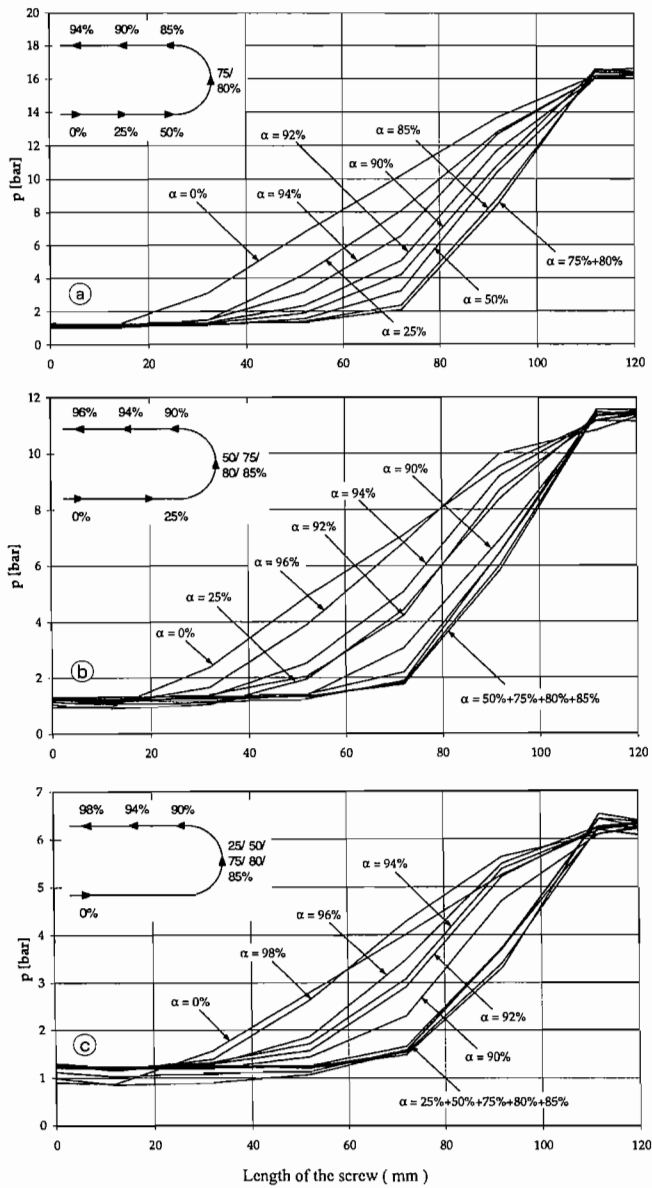 20
18
16
14
12
10
8
6
4
2
0
p [bar]
94% 90% 85%
75/
80%
0% 25% 50%
α = 92%
α = 85%
α = 90%
α = 0%
α = 94%
α = 75%+80%
α = 50%
α = 25%
a
0 20 40 60 80 100 120
12
10
8
6
4
2
0
p [bar]
96% 94% 90%
50/ 75/
80/ 85%
0% 25%
α = 90%
α = 94%
α = 92%
α = 96%
α = 25%
α = 0%
α = 50%+75%+80%+85%
b
0 20 40 60 80 100 120
7
6
5
4
3
2
1
0
p [bar]
98% 94% 90%
25/ 50/
75/ 80/
85%
0%
α = 94%
α = 96%
α = 98%
α = 0%
α = 92%
α = 90%
α = 25%+50%+75%+80%+85%
c
0 20 40 60 80 100 120
Length of the screw ( mm )